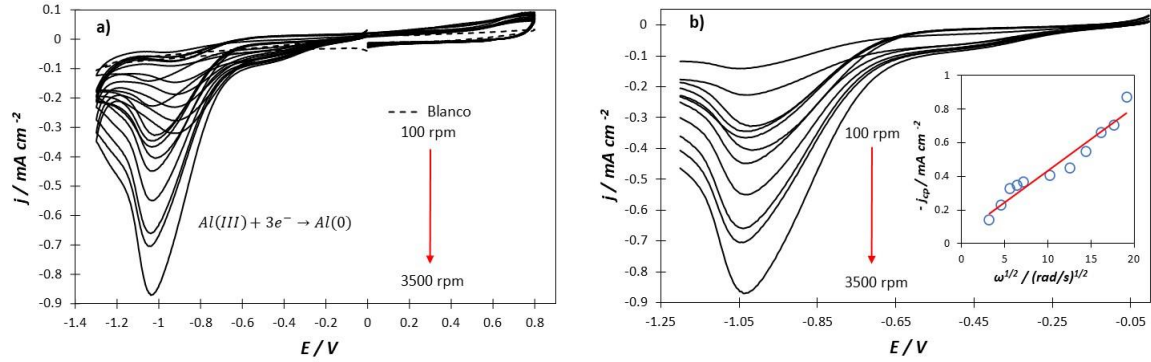 a)
0.1
0
-0.1
-0.2
-0.3
-0.4
-0.5
-0.6
-0.7
-0.8
-0.9
j / mA cm -2
Blanco
100 rpm
3500 rpm
Al(III) + 3e⁻ → Al(0)
-1.4 -1.2 -1 -0.8 -0.6 -0.4 -0.2 0 0.2 0.4 0.6 0.8
E / V
b)
0.1
0
-0.1
-0.2
-0.3
-0.4
-0.5
-0.6
-0.7
-0.8
-0.9
j / mA cm -2
100 rpm
3500 rpm
-1.25 -1.05 -0.85 -0.65 -0.45 -0.25 -0.05
E / V
1
0.8
0.6
0.4
0.2
0
- jcp / mA cm -2
0 5 10 15 20
ω1/2 / (rad/s)1/2